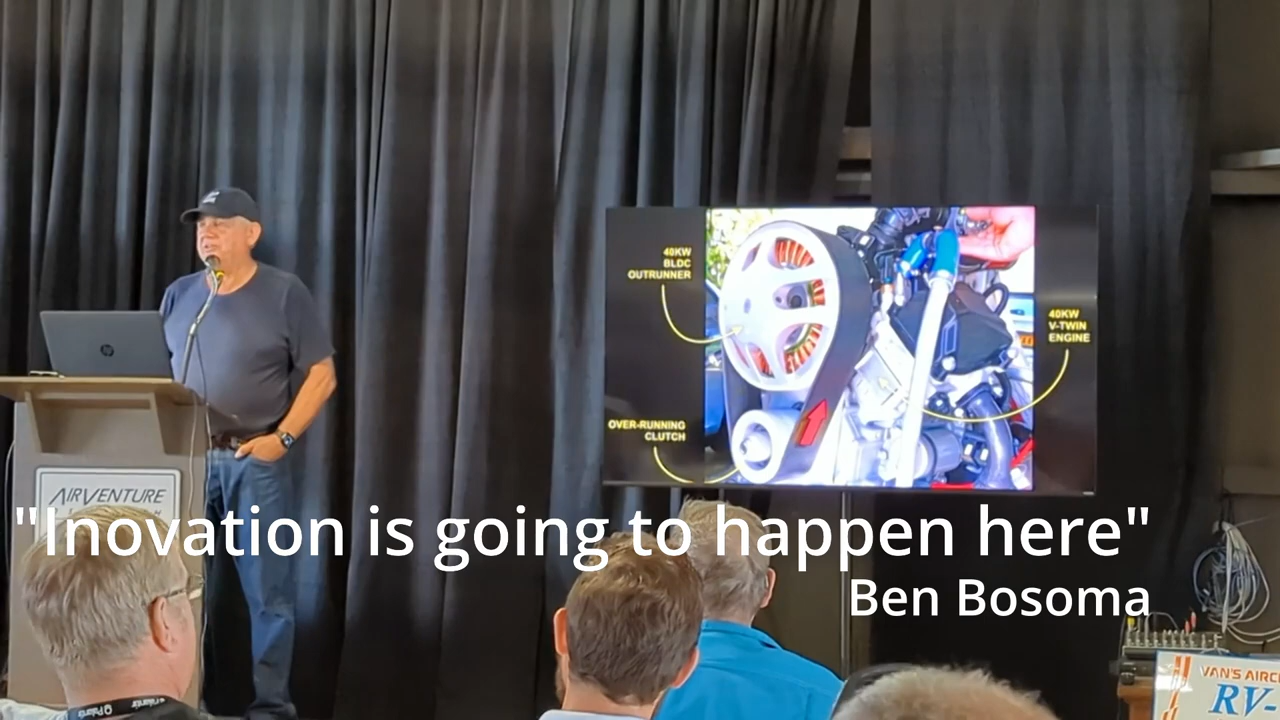 40KW
BLDC
OUTRUNNER
40KW
V-TWIN
ENGINE
OVER-RUNNING
CLUTCH
hp
AIRVENTURE
"Inovation is going to happen here"
Ben Bosoma
VAN'S AIRC
RV-